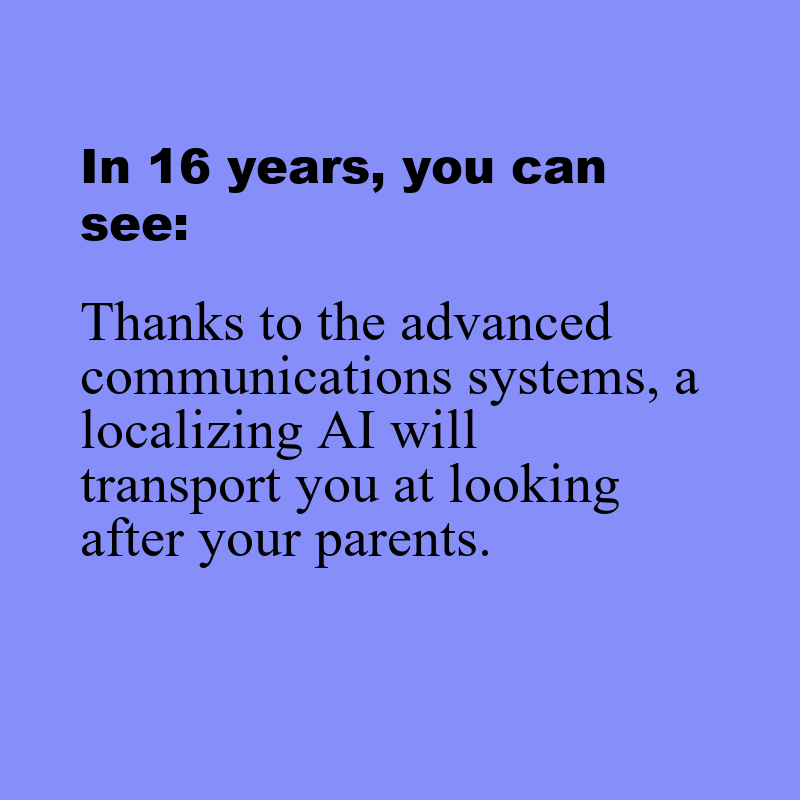 In 16 years, you can
see:
Thanks to the advanced
communications systems, a
localizing AI will
transport you at looking
after your parents.